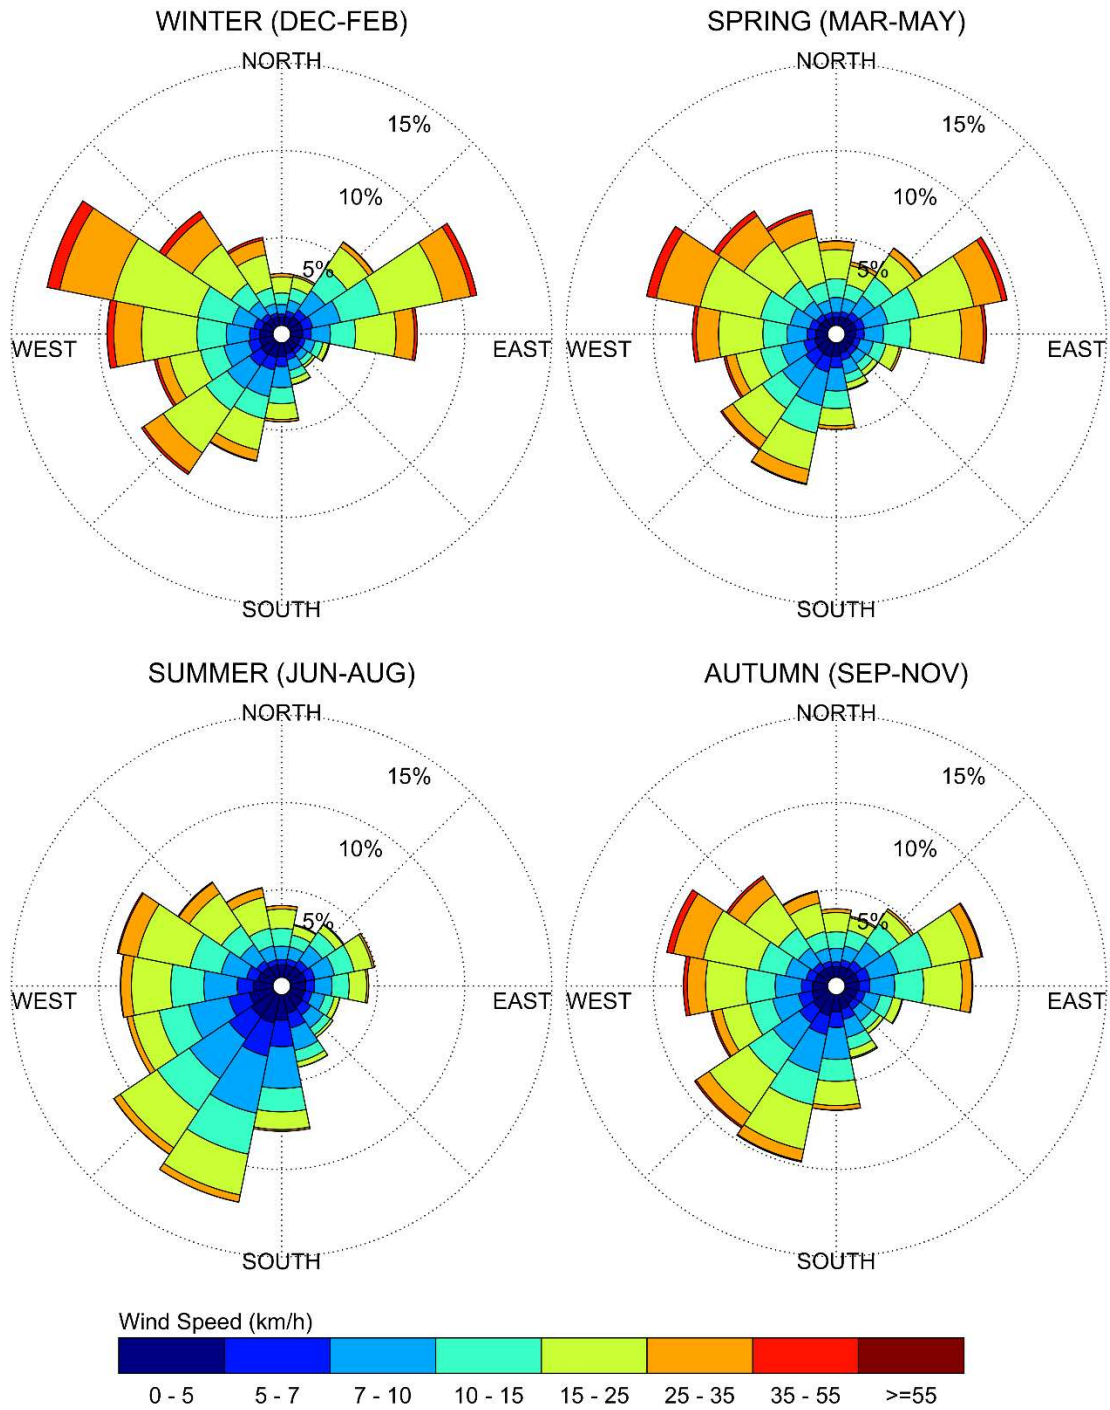 WINTER (DEC-FEB)
NORTH
15%
10%
5%
WEST
EAST
SOUTH
SPRING (MAR-MAY)
NORTH
15%
10%
5%
WEST
EAST
SOUTH
SUMMER (JUN-AUG)
NORTH
15%
10%
5%
WEST
EAST
SOUTH
AUTUMN (SEP-NOV)
NORTH
15%
10%
5%
WEST
EAST
SOUTH
Wind Speed (km/h)
0 - 5 5 - 7 7 - 10 10 - 15 15 - 25 25 - 35 35 - 55 >=55